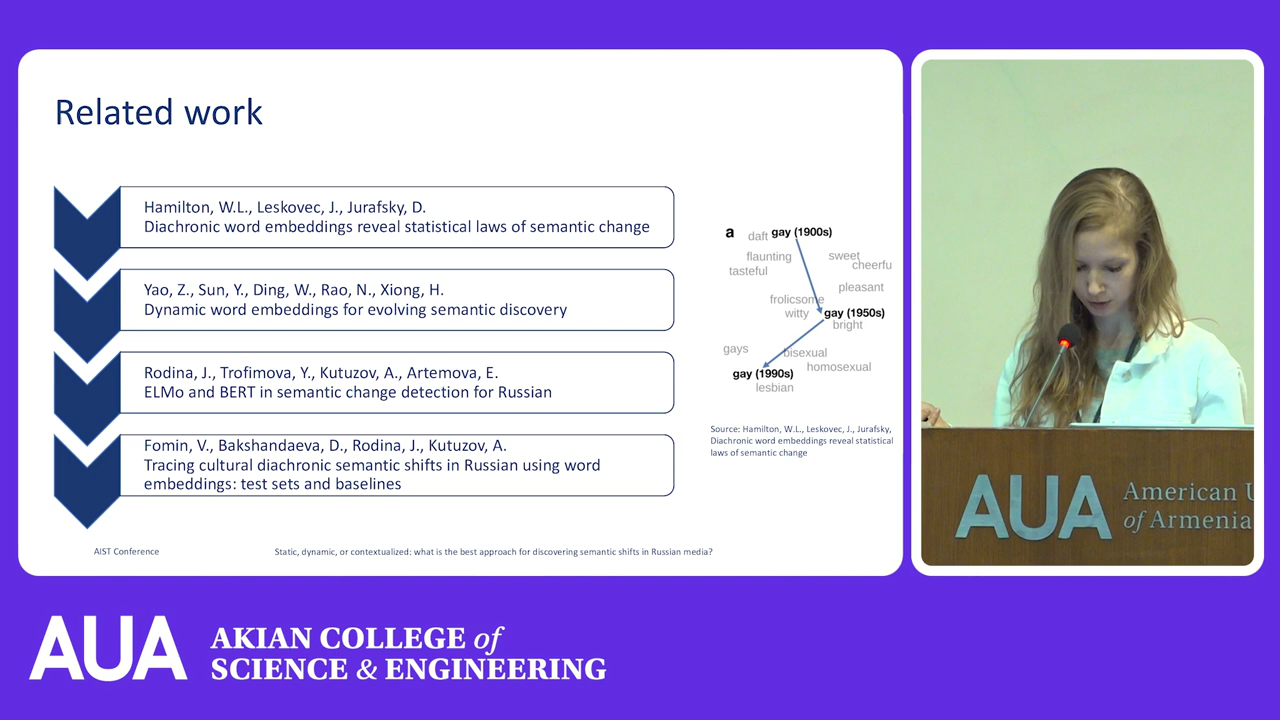 Related work
Hamilton, W.L., Leskovec, J., Jurafsky, D.
Diachronic word embeddings reveal statistical laws of semantic change
Yao, Z., Sun, Y., Ding, W., Rao, N., Xiong, H.
Dynamic word embeddings for evolving semantic discovery
Rodina, J., Trofimova, Y., Kutuzov, A., Artemova, E.
ELMo and BERT in semantic change detection for Russian
Fomin, V., Bakshandaeva, D., Rodina, J., Kutuzov, A.
Tracing cultural diachronic semantic shifts in Russian using word
embeddings: test sets and baselines
a
daft gay (1900s)
flaunting sweet
tasteful cheerfu
pleasant
frolicsome
witty gay (1950s)
bright
gays bisexual
homosexual
gay (1990s)
lesbian
Source: Hamilton, W.L., Leskovec, J., Jurafsky,
Diachronic word embeddings reveal statistical
laws of semantic change
AIST Conference
Static, dynamic, or contextualized: what is the best approach for discovering semantic shifts in Russian media?
AUA American U
of Armenia
AUA AKIAN COLLEGE of
SCIENCE & ENGINEERING